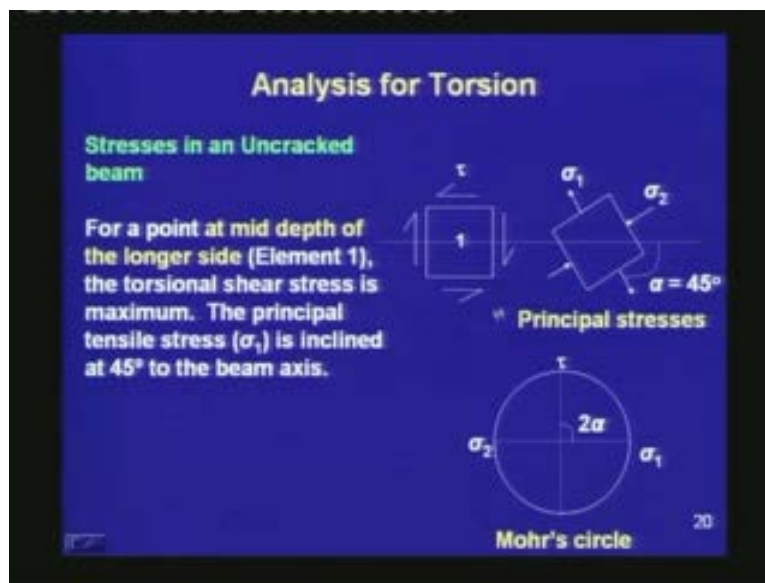 Analysis for Torsion
Stresses in an Uncracked
beam
For a point at mid depth of
the longer side (Element 1),
the torsional shear stress is
maximum. The principal
tensile stress (σ₁) is inclined
at 45° to the beam axis.
τ
1
σ₁
σ₂
α = 45°
Principal stresses
τ
2α
σ₂
σ₁
Mohr's circle
20